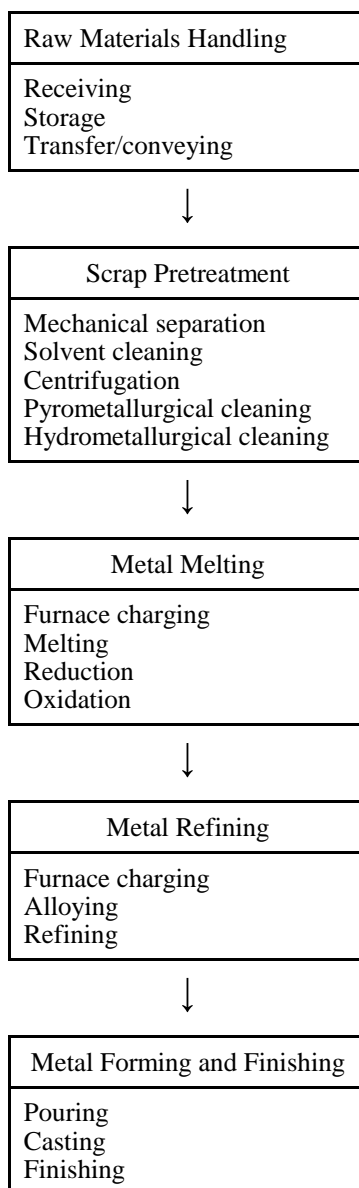 Raw Materials Handling
Receiving
Storage
Transfer/conveying
↓
Scrap Pretreatment
Mechanical separation
Solvent cleaning
Centrifugation
Pyrometallurgical cleaning
Hydrometallurgical cleaning
↓
Metal Melting
Furnace charging
Melting
Reduction
Oxidation
↓
Metal Refining
Furnace charging
Alloying
Refining
↓
Metal Forming and Finishing
Pouring
Casting
Finishing